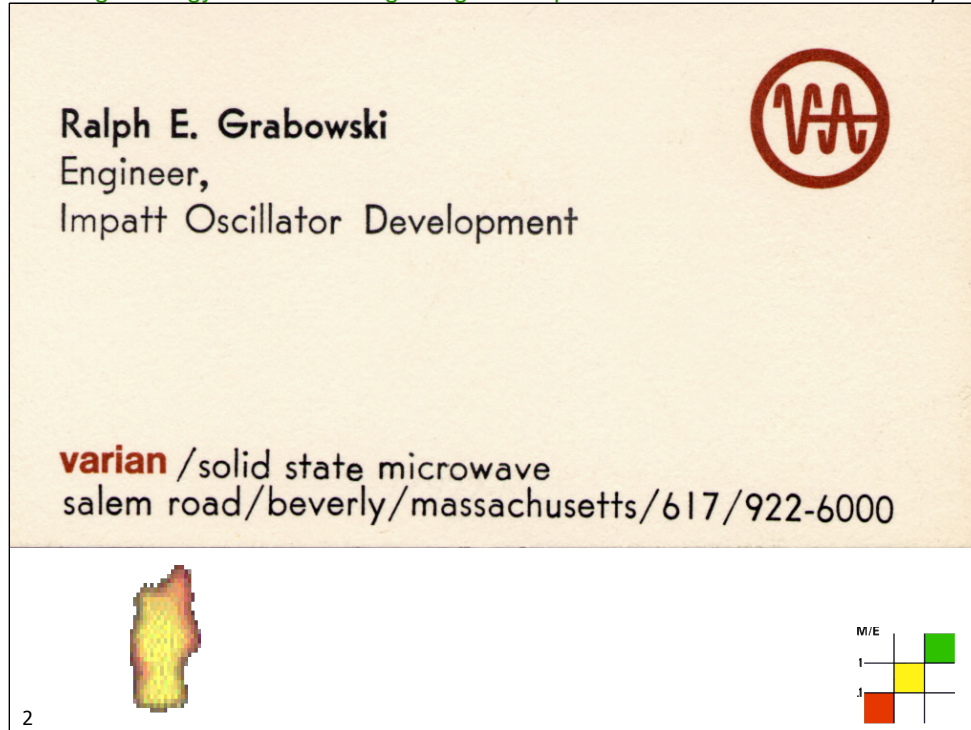 Ralph E. Grabowski
Engineer,
Impatt Oscillator Development
VA
varian /solid state microwave
salem road/beverly/massachusetts/617/922-6000
M/E
1
.1
2